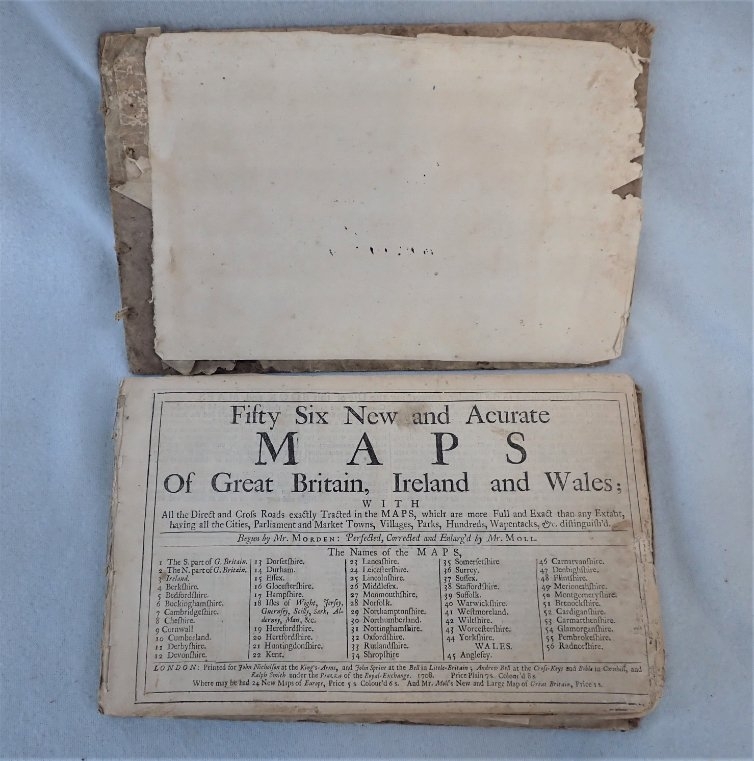 Fifty Six New and Acurate
MAPS
Of Great Britain, Ireland and Wales;
WITH
All the Direct and Cross Roads exactly Tracted in the MAPS, which are more Full and Exact than any Extant,
having all the Cities, Parliament and Market Towns, Villages, Parks, Hundreds, Wapentacks, &c. distinguish'd.
Begun by Mr. MORDEN: Perfected, Corrected and Enlarg'd by Mr. MOLL.
The Names of the MAPS,
1 The S. part of G. Britain.
2 The N. part of G. Britain.
3 Ireland.
4 Berkshire.
5 Bedfordshire.
6 Buckinghamshire.
7 Cambridgeshire.
8 Cheshire.
9 Cornwall
10 Cumberland.
11 Derbyshire.
12 Devonshire.
13 Dorsetshire.
14 Durham.
15 Essex.
16 Glocestershire.
17 Hampshire.
18 Isles of Wight, Jersey,
Guernsey, Scilly, Sark, Al-
derney, Man, &c.
19 Herefordshire.
20 Hertfordshire.
21 Huntingdonshire.
22 Kent.
23 Lancashire.
24 Leicestershire.
25 Lincolnshire.
26 Middlesex.
27 Monmouthshire.
28 Norfolk.
29 Northamptonshire.
30 Northumberland.
31 Nottinghamshire.
32 Oxfordshire.
33 Rutlandshire.
34 Shropshire
35 Somersetshire
36 Surrey.
37 Sussex.
38 Staffordshire.
39 Suffolk.
40 Warwickshire.
41 Westmoreland.
42 Wiltshire.
43 Worcestershire.
44 Yorkshire.
WALES.
45 Anglesey.
46 Carnarvanshire.
47 Denbighshire.
48 Flintshire.
49 Merionethshire.
50 Montgomeryshire.
51 Brecnockshire.
52 Cardiganshire.
53 Carmarthenshire.
54 Glamorganshire.
55 Pembrokeshire.
56 Radnorshire.
LONDON: Printed for John Nicholson at the King's-Arms, and John Sprint at the Bell in Little-Britain; Andrew Bell at the Cross-Keys and Bible in Cornhill, and
Ralph Smith under the Piazza of the Royal-Exchange. 1708. Price Plain 7 s. Colour'd 8 s
Where may be had 24 New Maps of Europe, Price 5 s Colour'd 6 s. And Mr. Moll's New and Large Map of Great Britain, Price 1 s.